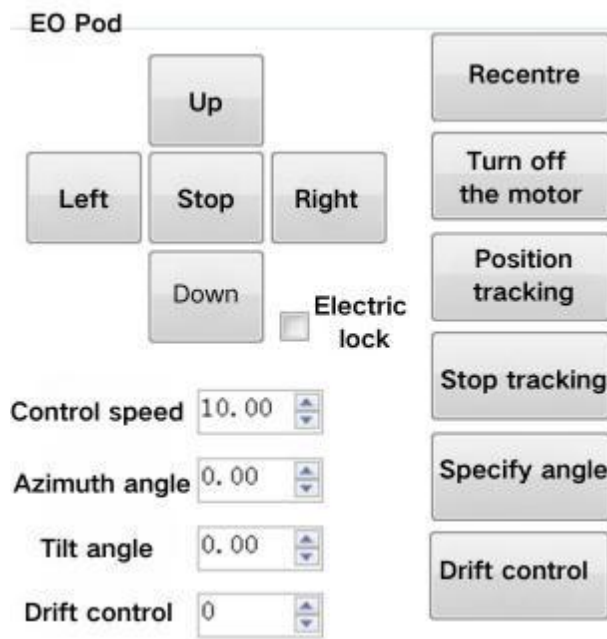 EO Pod
Up
Left Stop Right
Down
Electric
lock
Recentre
Turn off
the motor
Position
tracking
Stop tracking
Specify angle
Drift control
Control speed 10.00
Azimuth angle 0.00
Tilt angle 0.00
Drift control 0